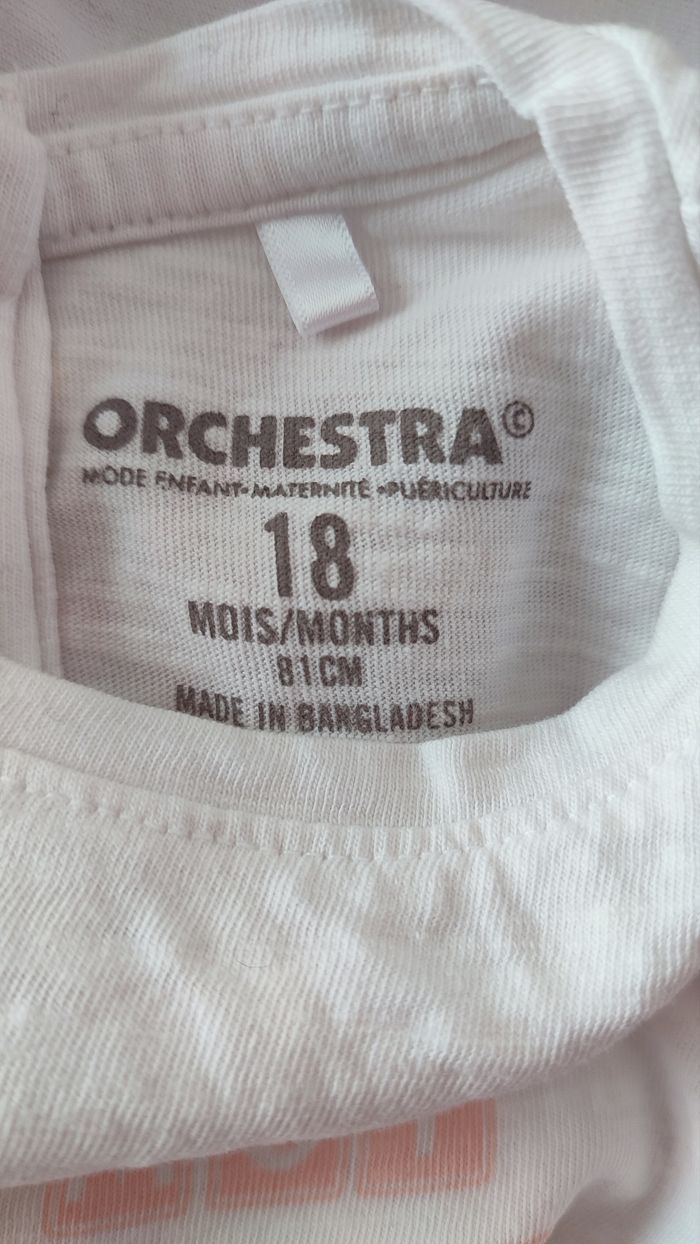 ORCHESTRA©
MODE ENFANT•MATERNITÉ•PUÉRICULTURE
18
MOIS/MONTHS
81CM
MADE IN BANGLADESH